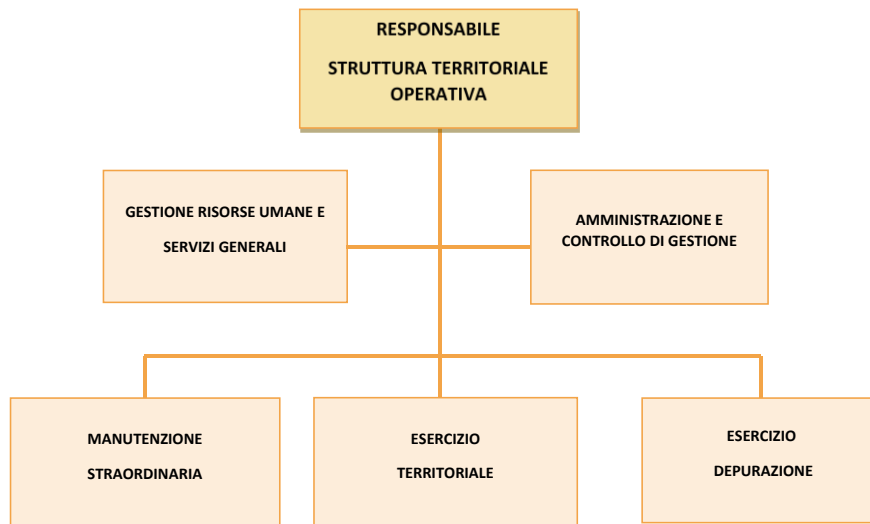 RESPONSABILE
STRUTTURA TERRITORIALE
OPERATIVA
GESTIONE RISORSE UMANE E
SERVIZI GENERALI
AMMINISTRAZIONE E
CONTROLLO DI GESTIONE
MANUTENZIONE
STRAORDINARIA
ESERCIZIO
TERRITORIALE
ESERCIZIO
DEPURAZIONE